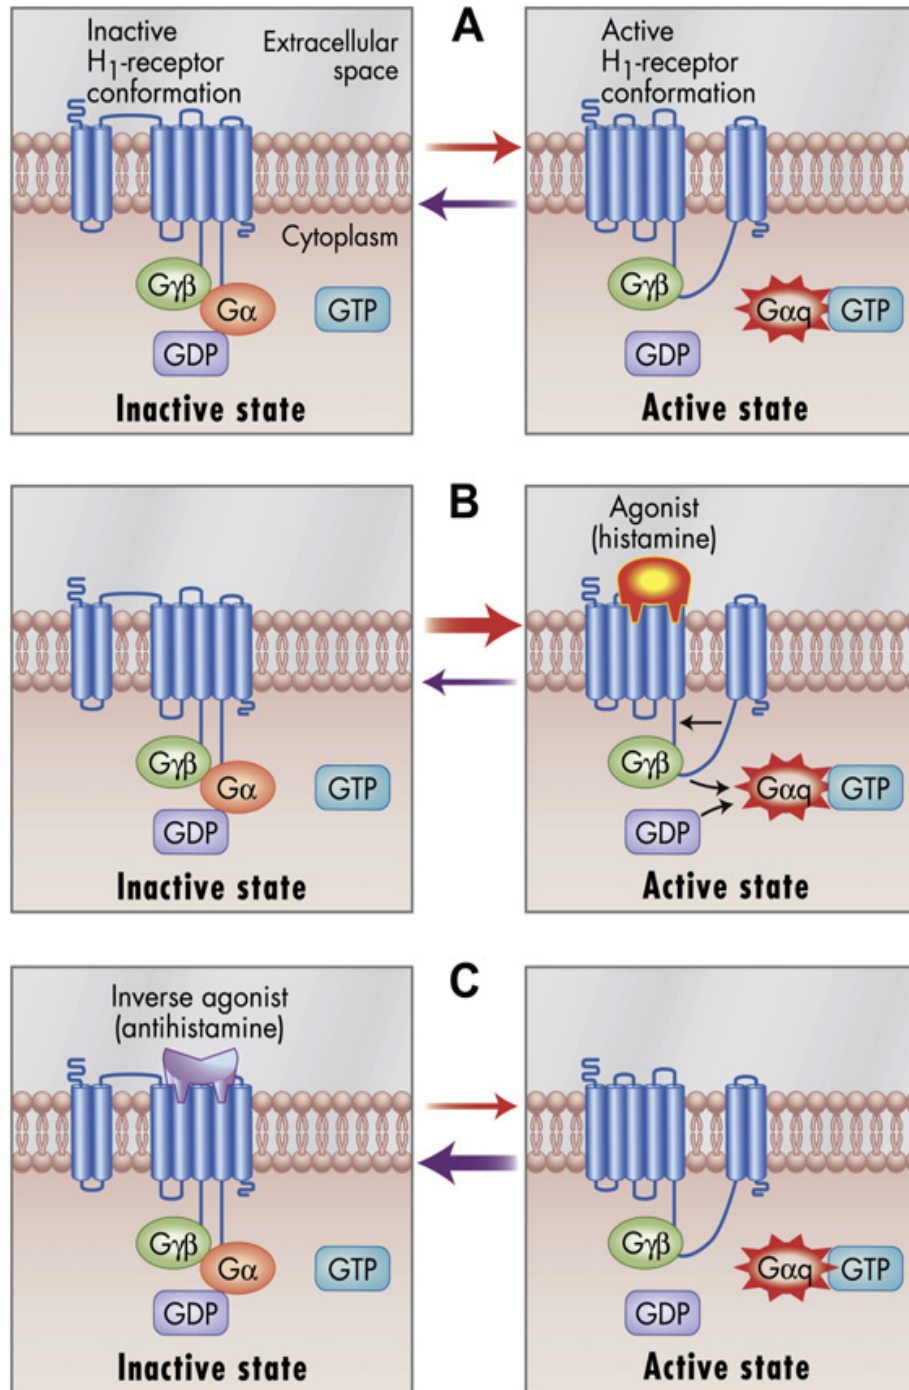 A
Inactive
H1-receptor
conformation
Extracellular
space
Cytoplasm
Gγβ
Gα
GDP
GTP
Inactive state
Active
H1-receptor
conformation
Gγβ
Gαq
GTP
GDP
Active state
B
Gγβ
Gα
GDP
GTP
Inactive state
Agonist
(histamine)
Gγβ
Gαq
GTP
GDP
Active state
C
Inverse agonist
(antihistamine)
Gγβ
Gα
GDP
GTP
Inactive state
Gγβ
Gαq
GTP
GDP
Active state